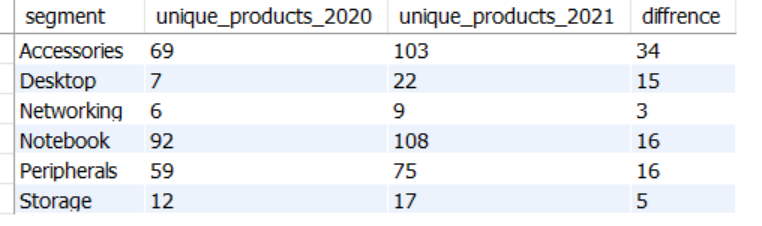 segment unique_products_2020 unique_products_2021 diffrence
Accessories 69 103 34
Desktop 7 22 15
Networking 6 9 3
Notebook 92 108 16
Peripherals 59 75 16
Storage 12 17 5